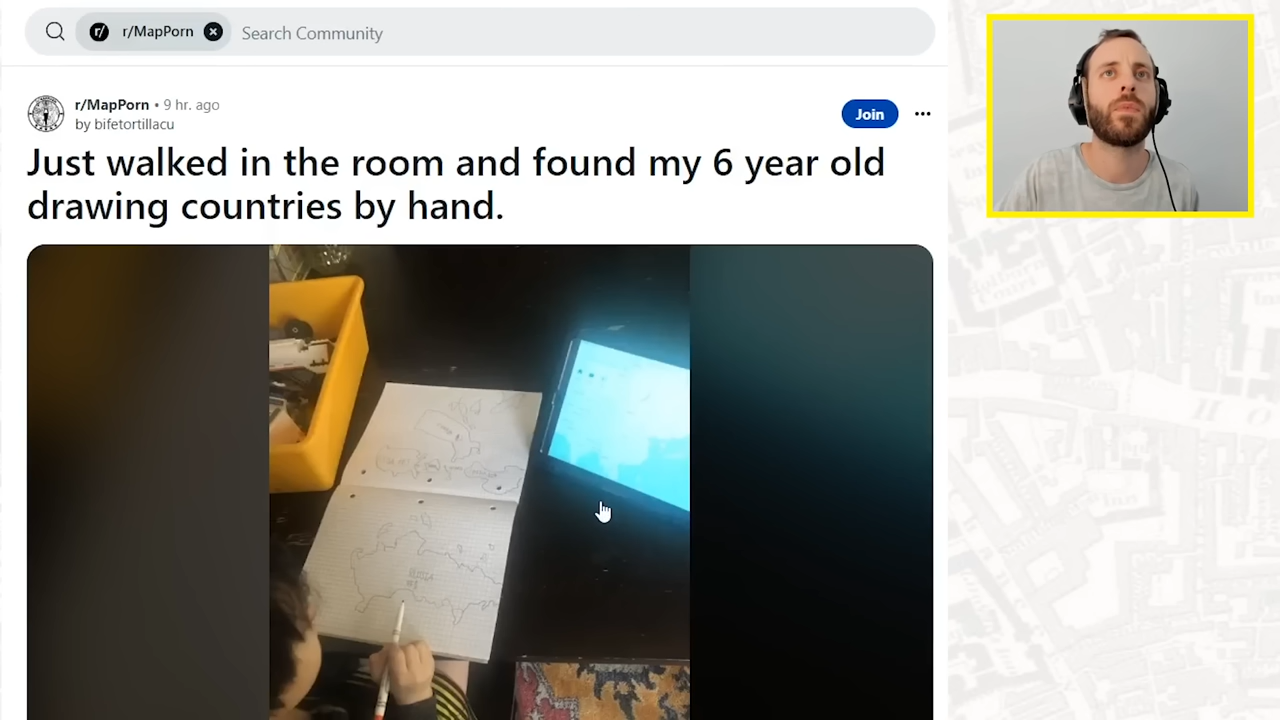 r/MapPorn
Search Community
r/MapPorn • 9 hr. ago
by bifetortillacu
Join
Just walked in the room and found my 6 year old
drawing countries by hand.